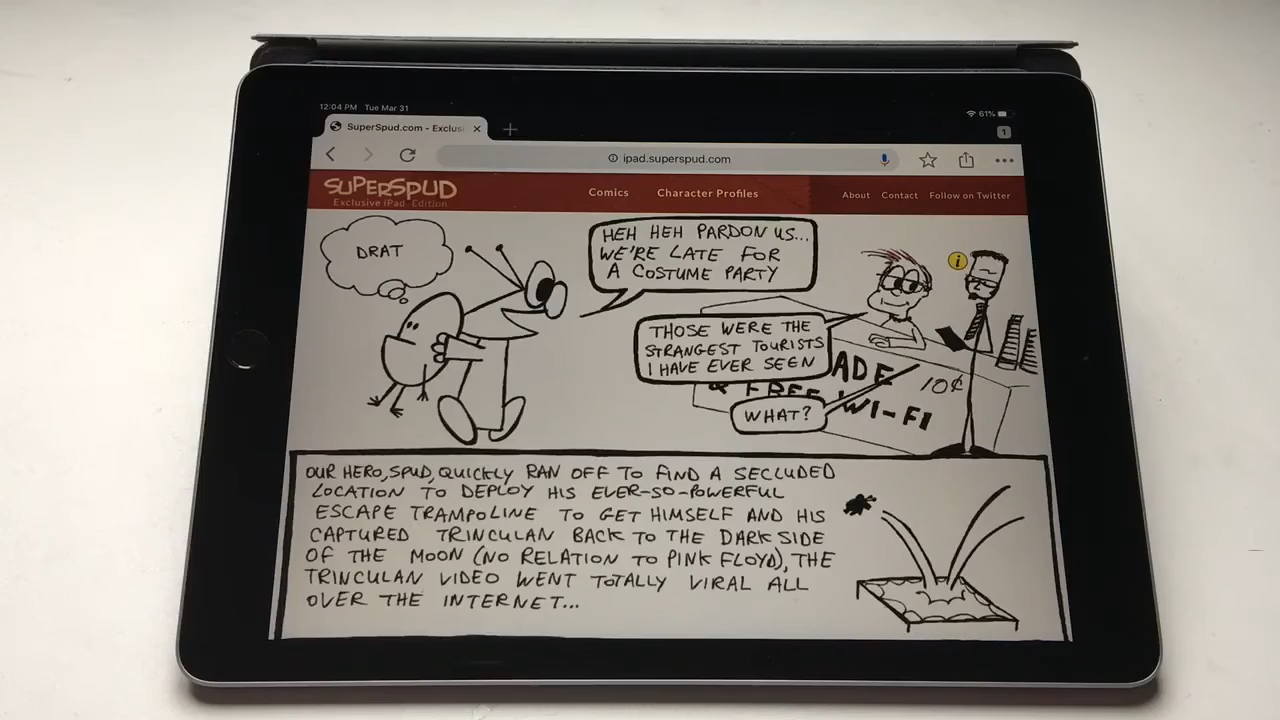 12:04 PM Tue Mar 31
61%
SuperSpud.com - Exclusi
1
ipad.superspud.com
SUPERSPUD
Exclusive iPad Edition
Comics
Character Profiles
About
Contact
Follow on Twitter
DRAT
HEH HEH PARDON US...
WE'RE LATE FOR
A COSTUME PARTY
i
THOSE WERE THE
STRANGEST TOURISTS
I HAVE EVER SEEN
ADE
10¢
& FREE WI-FI
WHAT?
OUR HERO, SPUD, QUICKLY RAN OFF TO FIND A SECLUDED
LOCATION TO DEPLOY HIS EVER-SO-POWERFUL
ESCAPE TRAMPOLINE TO GET HIMSELF AND HIS
CAPTURED TRINCULAN BACK TO THE DARK SIDE
OF THE MOON (NO RELATION TO PINK FLOYD), THE
TRINCULAN VIDEO WENT TOTALLY VIRAL ALL
OVER THE INTERNET...